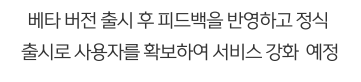 베타 버전 출시 후 피드백을 반영하고 정식
출시로 사용자를 확보하여 서비스 강화 예정